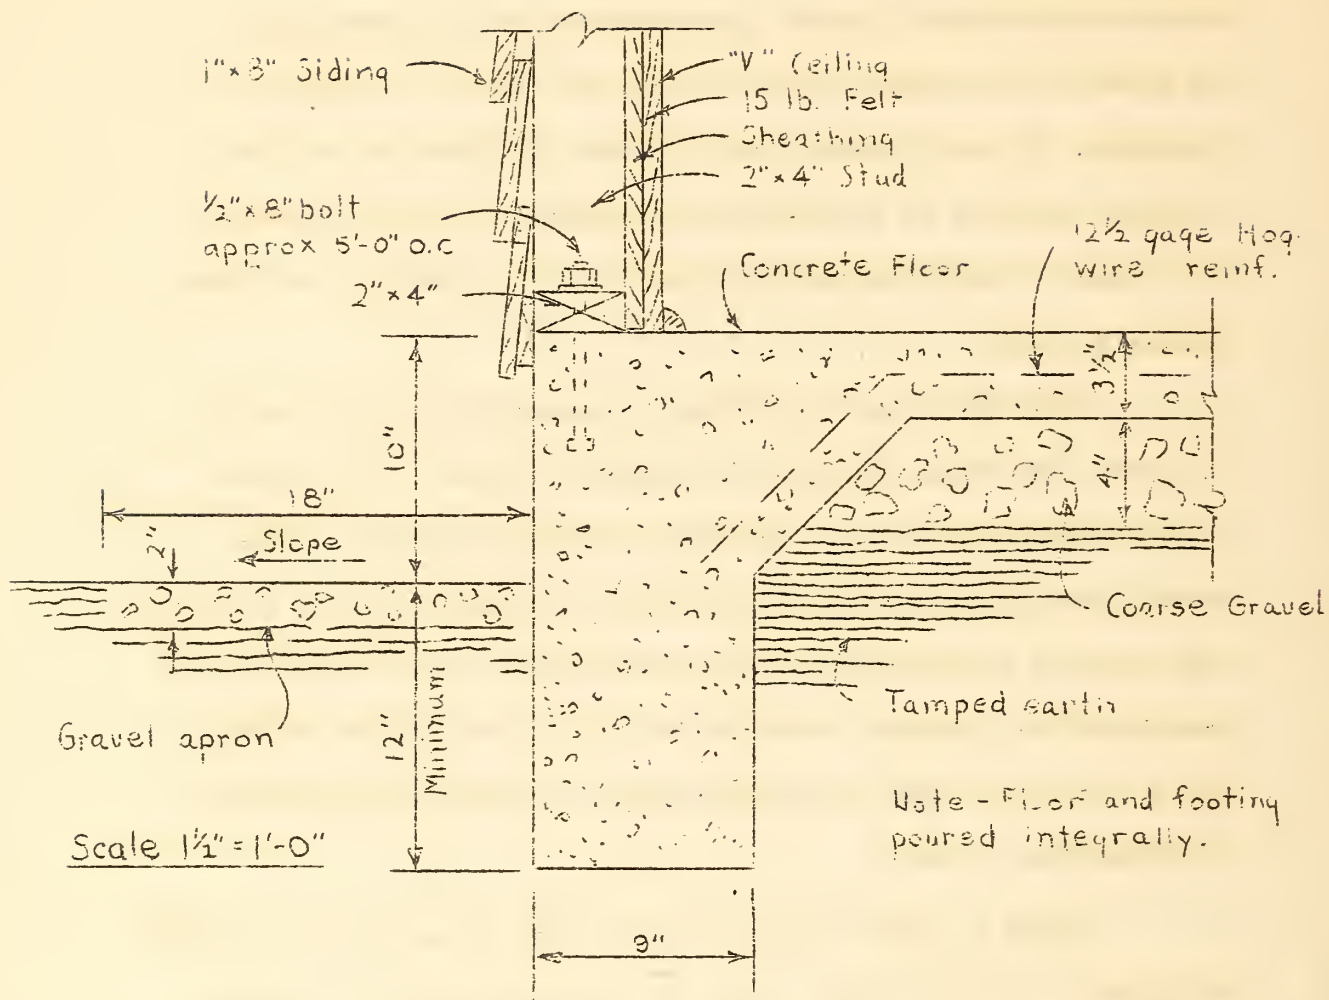 1"×8" Siding
"V" Ceiling
15 lb. Felt
Sheathing
2"×4" Stud
½"×8" bolt
approx 5'-0" o.c
2"×4"
Concrete Floor
12½ gage Hog
wire reinf.
3½"
10"
4"
18"
2"
Slope
Coarse Gravel
Minimum
12"
Tamped earth
Gravel apron
Note - Floor and footing
poured integrally.
Scale 1½" = 1'-0"
9"